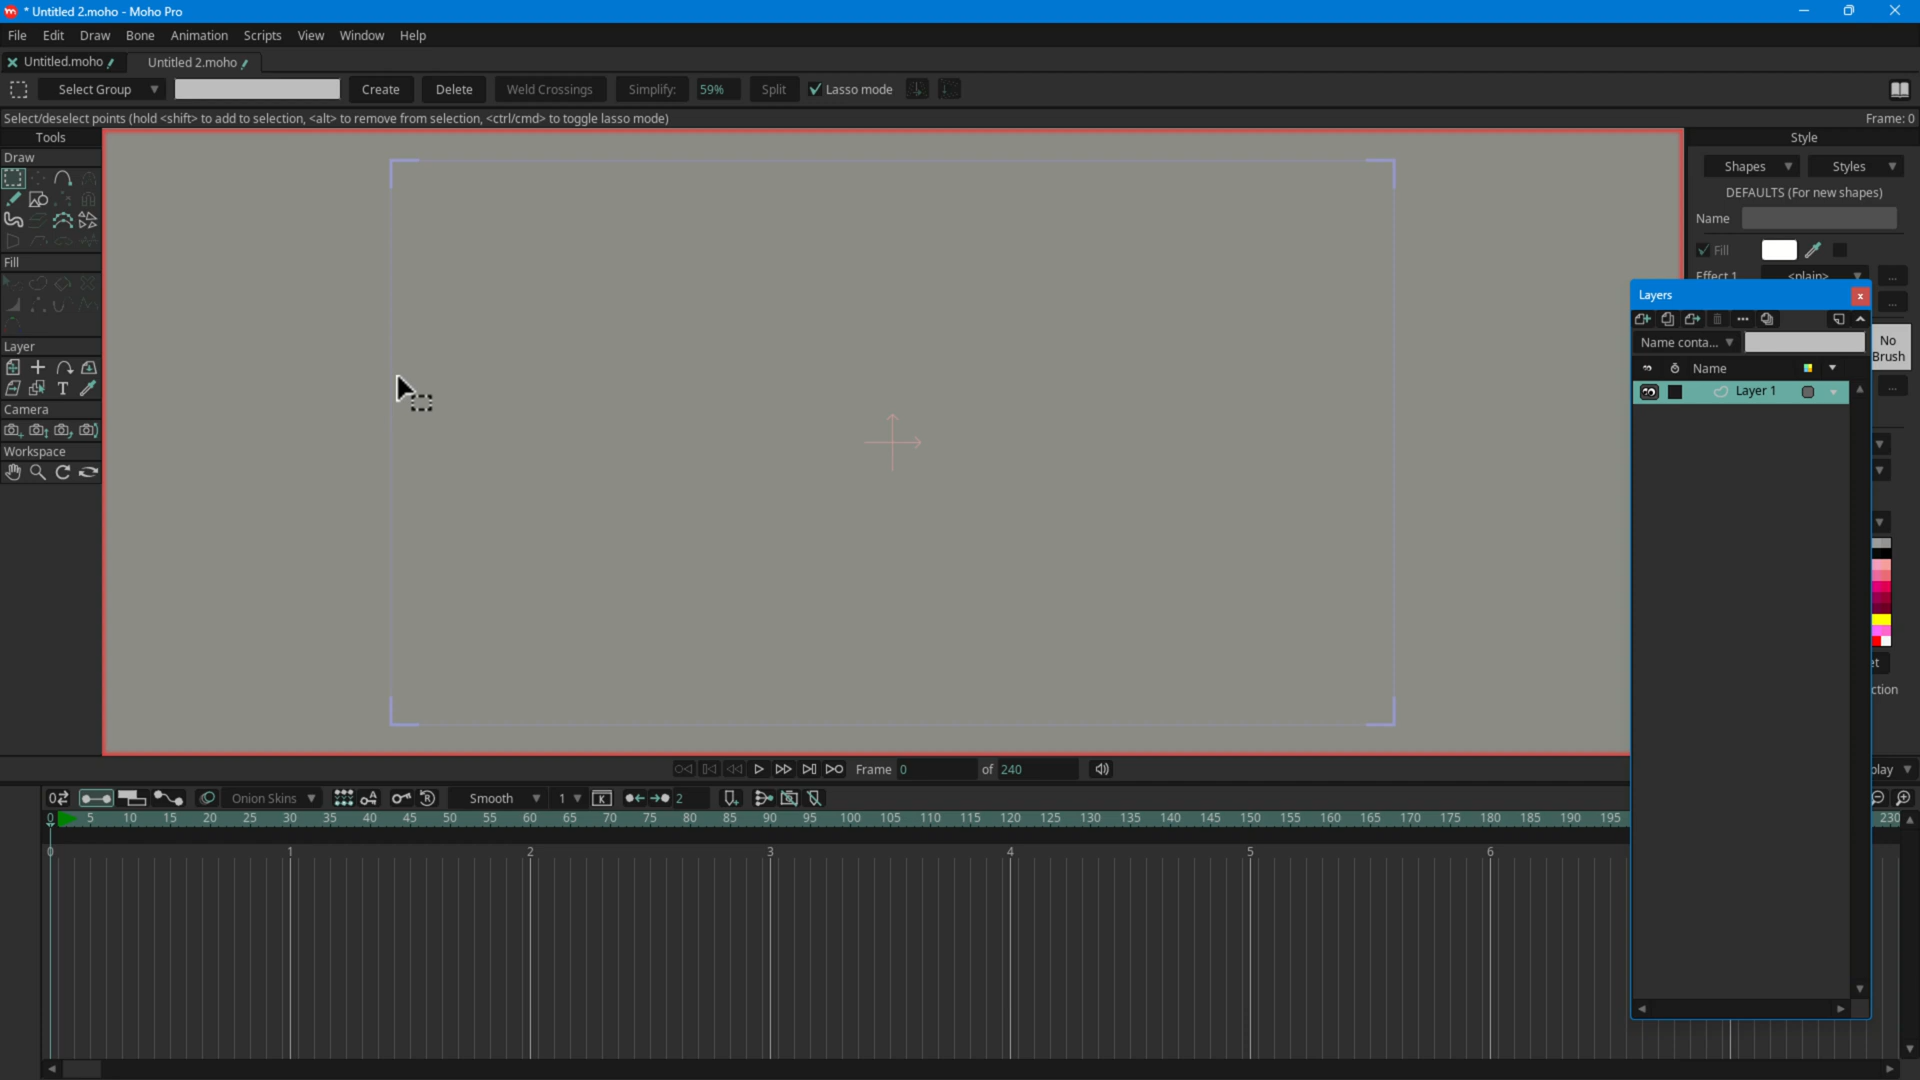 * Untitled 2.moho - Moho Pro
File Edit Draw Bone Animation Scripts View Window Help
Untitled.moho Untitled 2.moho
Select Group Create Delete Weld Crossings Simplify: 59% Split Lasso mode
Select/deselect points (hold <shift> to add to selection, <alt> to remove from selection, <ctrl/cmd> to toggle lasso mode) Frame: 0
Tools
Draw
Fill
Layer
T
Camera
Workspace
Style
Shapes Styles
DEFAULTS (For new shapes)
Name
Fill
Effect 1 <plain> ...
...
No
Brush
...
et
ction
Layers x
Name conta...
Name
Layer 1
Frame 0 of 240
play
Onion Skins Smooth 1 K 2
0 5 10 15 20 25 30 35 40 45 50 55 60 65 70 75 80 85 90 95 100 105 110 115 120 125 130 135 140 145 150 155 160 165 170 175 180 185 190 195 230
0 1 2 3 4 5 6